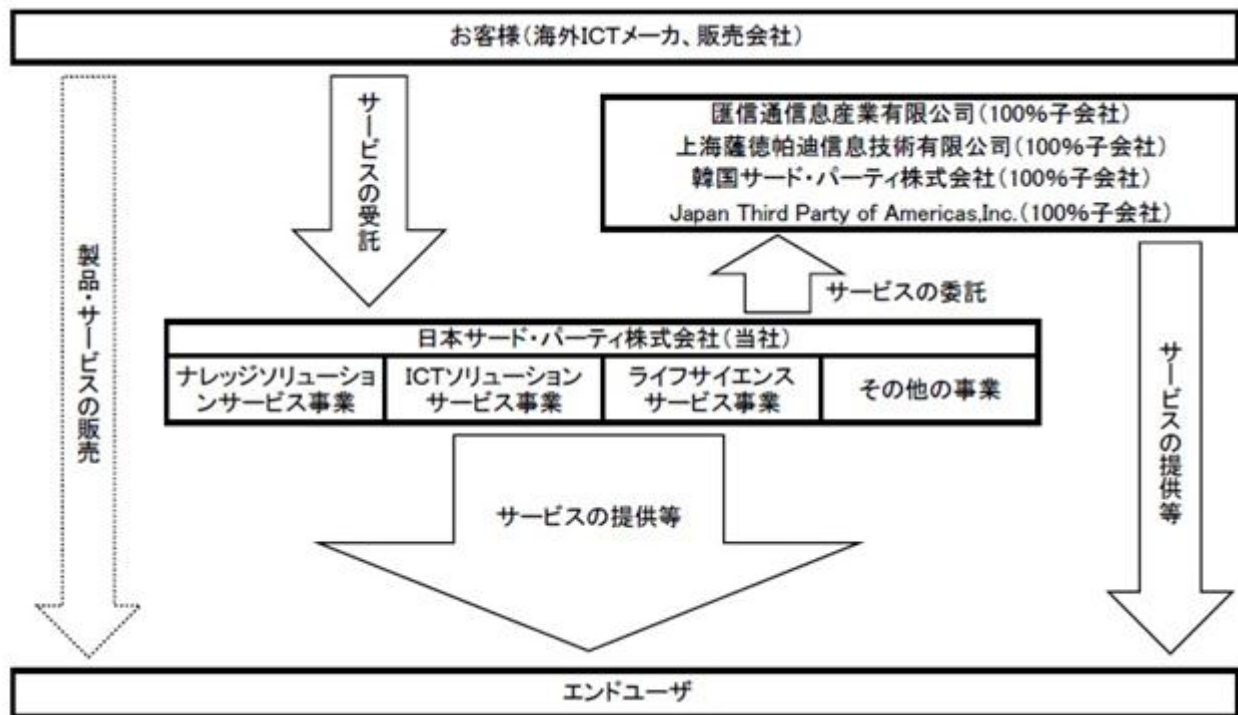 お客様(海外ICTメーカ、販売会社)
サービスの受託
匯信通信息産業有限公司(100%子会社)
上海薩徳帕迪信息技術有限公司(100%子会社)
韓国サード・パーティ株式会社(100%子会社)
Japan Third Party of Americas,Inc.(100%子会社)
製品・サービスの販売
サービスの委託
日本サード・パーティ株式会社(当社)
ナレッジソリューショ
ンサービス事業
ICTソリューション
サービス事業
ライフサイエンス
サービス事業
その他の事業
サービスの提供等
サービスの提供等
エンドユーザ